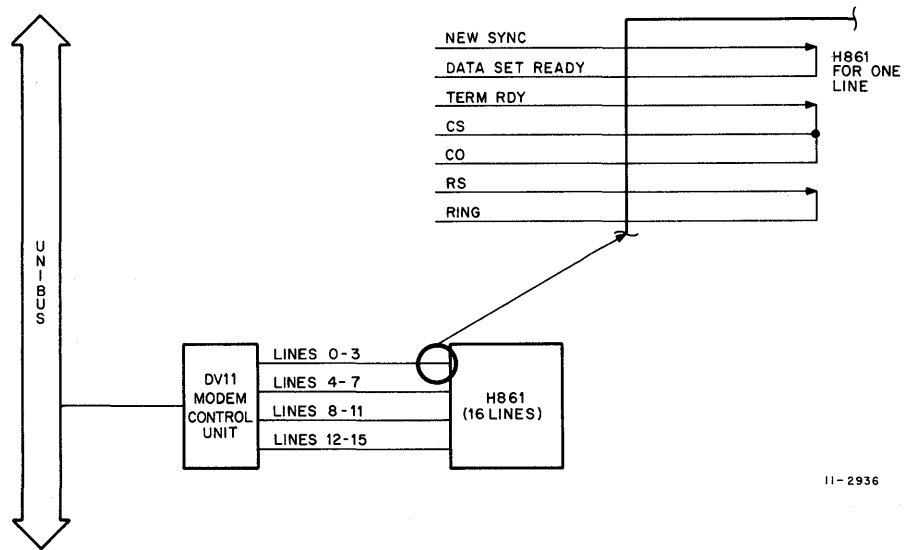 NEW SYNC
DATA SET READY
TERM RDY
CS
CO
RS
RING
H861
FOR ONE
LINE
UNIBUS
DV11
MODEM
CONTROL
UNIT
LINES 0-3
LINES 4-7
LINES 8-11
LINES 12-15
H861
(16 LINES)
11-2936